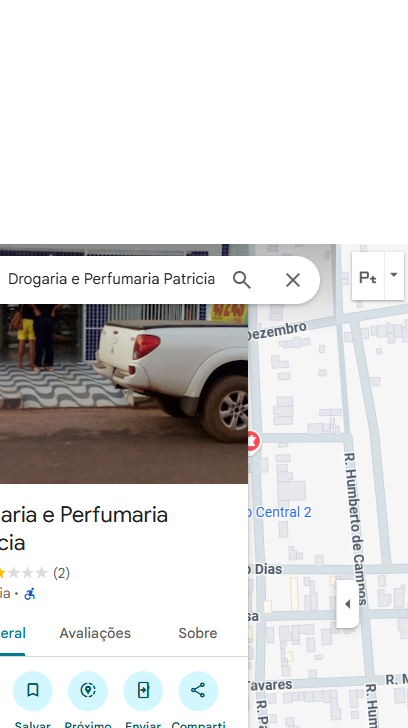 Drogaria e Perfumaria Patricia
Dezembro
aria e Perfumaria
cia
(2)
ia
Central 2
Dias
R. Humberto de Campos
sa
eral
Avaliações
Sobre
Tavares
R. M
R. Pa
R. Hum
Salvar
Próximo
Enviar
Comparti